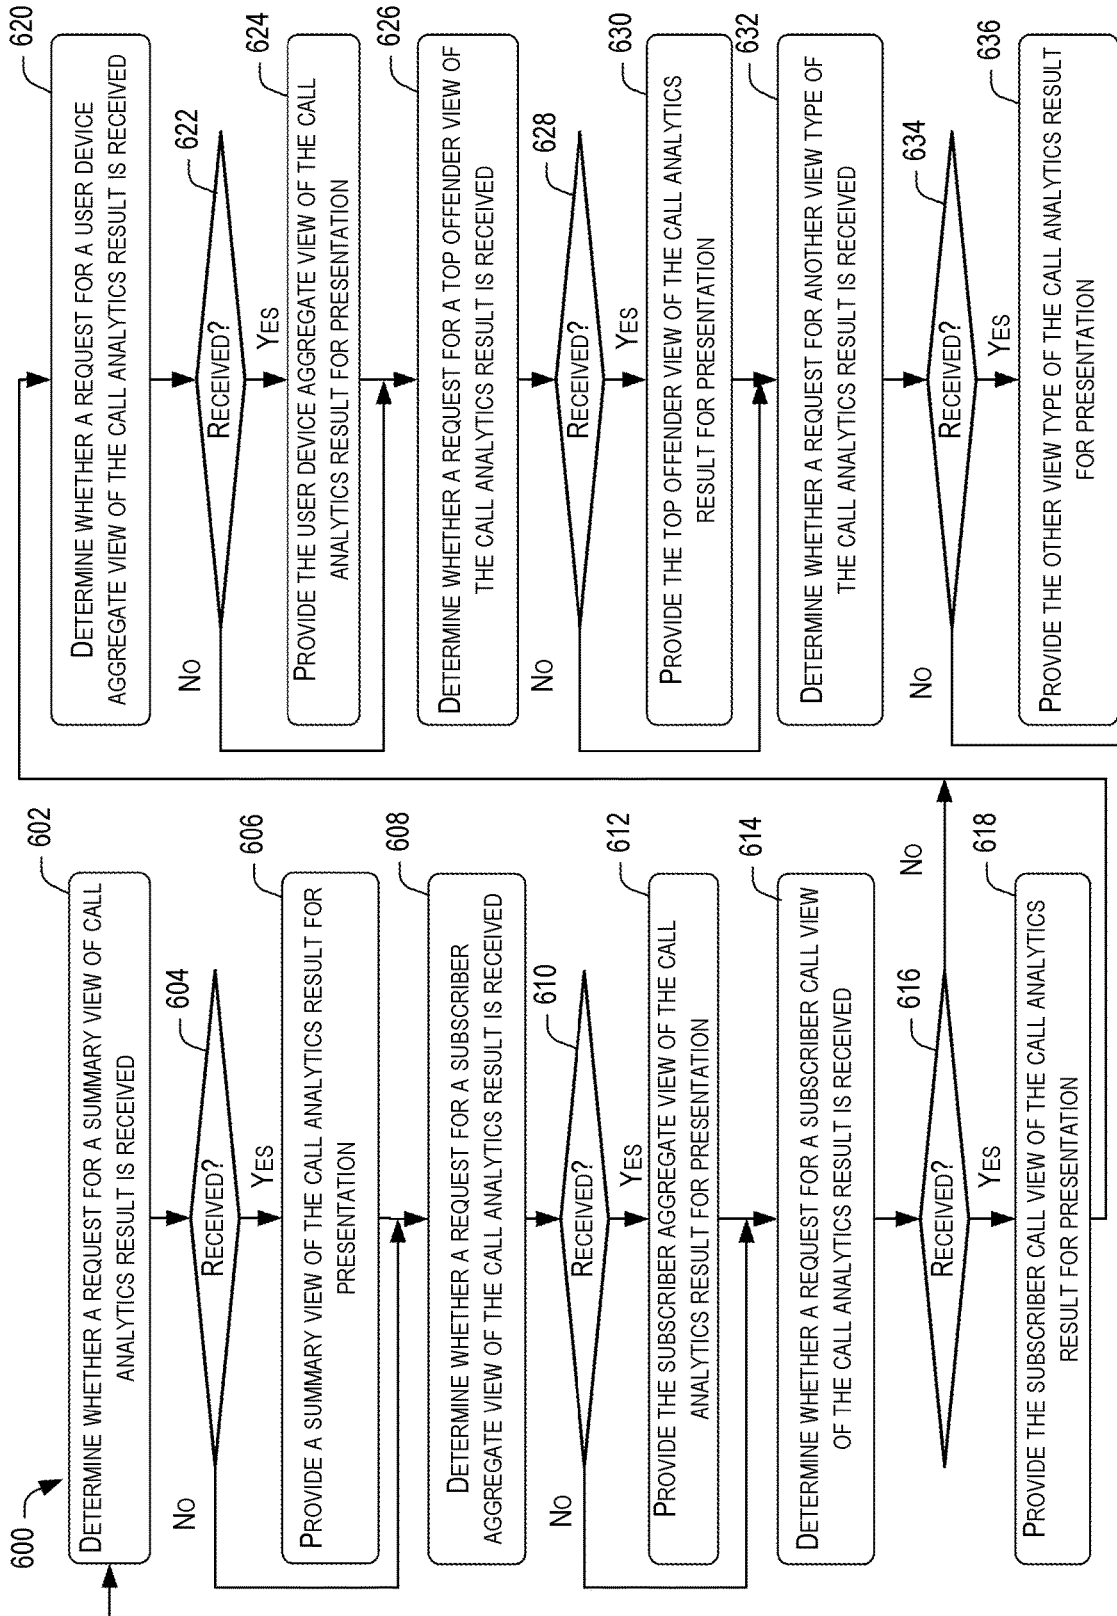 600
602
DETERMINE WHETHER A REQUEST FOR A SUMMARY VIEW OF CALL
ANALYTICS RESULT IS RECEIVED
604
RECEIVED?
NO
YES
606
PROVIDE A SUMMARY VIEW OF THE CALL ANALYTICS RESULT FOR
PRESENTATION
608
DETERMINE WHETHER A REQUEST FOR A SUBSCRIBER
AGGREGATE VIEW OF THE CALL ANALYTICS RESULT IS RECEIVED
610
RECEIVED?
NO
YES
612
PROVIDE THE SUBSCRIBER AGGREGATE VIEW OF THE CALL
ANALYTICS RESULT FOR PRESENTATION
614
DETERMINE WHETHER A REQUEST FOR A SUBSCRIBER CALL VIEW
OF THE CALL ANALYTICS RESULT IS RECEIVED
616
RECEIVED?
NO
YES
618
PROVIDE THE SUBSCRIBER CALL VIEW OF THE CALL ANALYTICS
RESULT FOR PRESENTATION
620
DETERMINE WHETHER A REQUEST FOR A USER DEVICE
AGGREGATE VIEW OF THE CALL ANALYTICS RESULT IS RECEIVED
622
RECEIVED?
NO
YES
624
PROVIDE THE USER DEVICE AGGREGATE VIEW OF THE CALL
ANALYTICS RESULT FOR PRESENTATION
626
DETERMINE WHETHER A REQUEST FOR A TOP OFFENDER VIEW OF
THE CALL ANALYTICS RESULT IS RECEIVED
628
RECEIVED?
NO
YES
630
PROVIDE THE TOP OFFENDER VIEW OF THE CALL ANALYTICS
RESULT FOR PRESENTATION
632
DETERMINE WHETHER A REQUEST FOR ANOTHER VIEW TYPE OF
THE CALL ANALYTICS RESULT IS RECEIVED
634
RECEIVED?
NO
YES
636
PROVIDE THE OTHER VIEW TYPE OF THE CALL ANALYTICS RESULT
FOR PRESENTATION